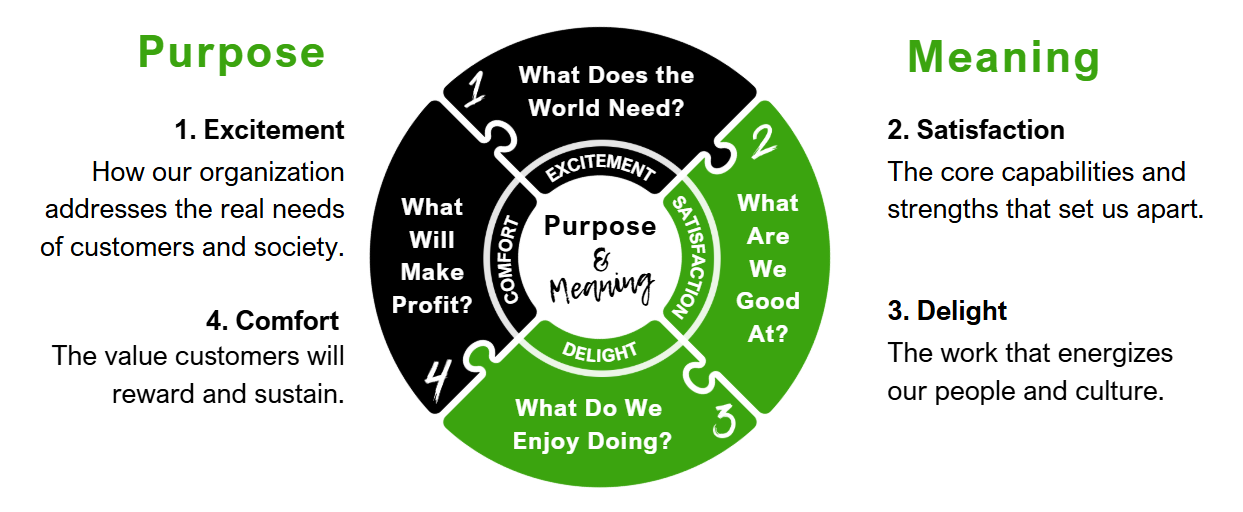 Purpose
1. Excitement
How our organization
addresses the real needs
of customers and society.
4. Comfort
The value customers will
reward and sustain.
1
What Does the
World Need?
2
What
Are
We
Good
At?
3
What Do We
Enjoy Doing?
4
What
Will
Make
Profit?
EXCITEMENT
SATISFACTION
DELIGHT
COMFORT
Purpose
&
Meaning
Meaning
2. Satisfaction
The core capabilities and
strengths that set us apart.
3. Delight
The work that energizes
our people and culture.